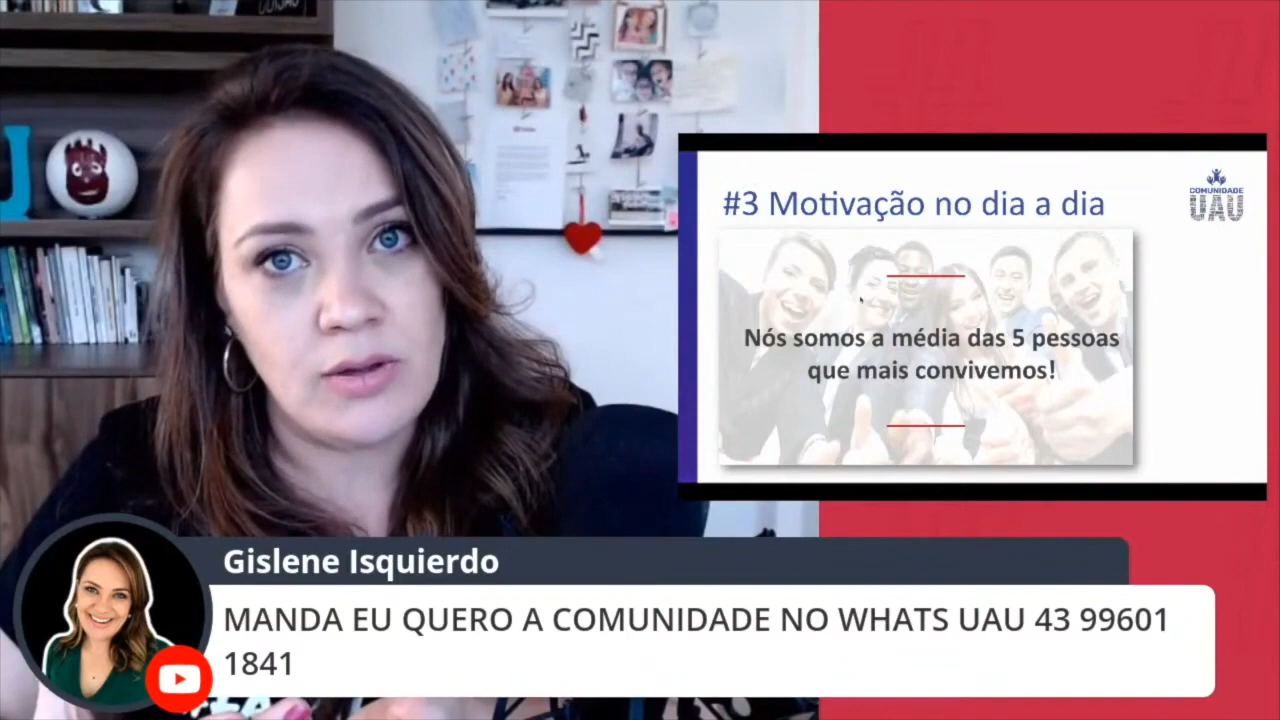 #3 Motivação no dia a dia
COMUNIDADE
UAU
Nós somos a média das 5 pessoas
que mais convivemos!
Gislene Isquierdo
MANDA EU QUERO A COMUNIDADE NO WHATS UAU 43 99601
1841